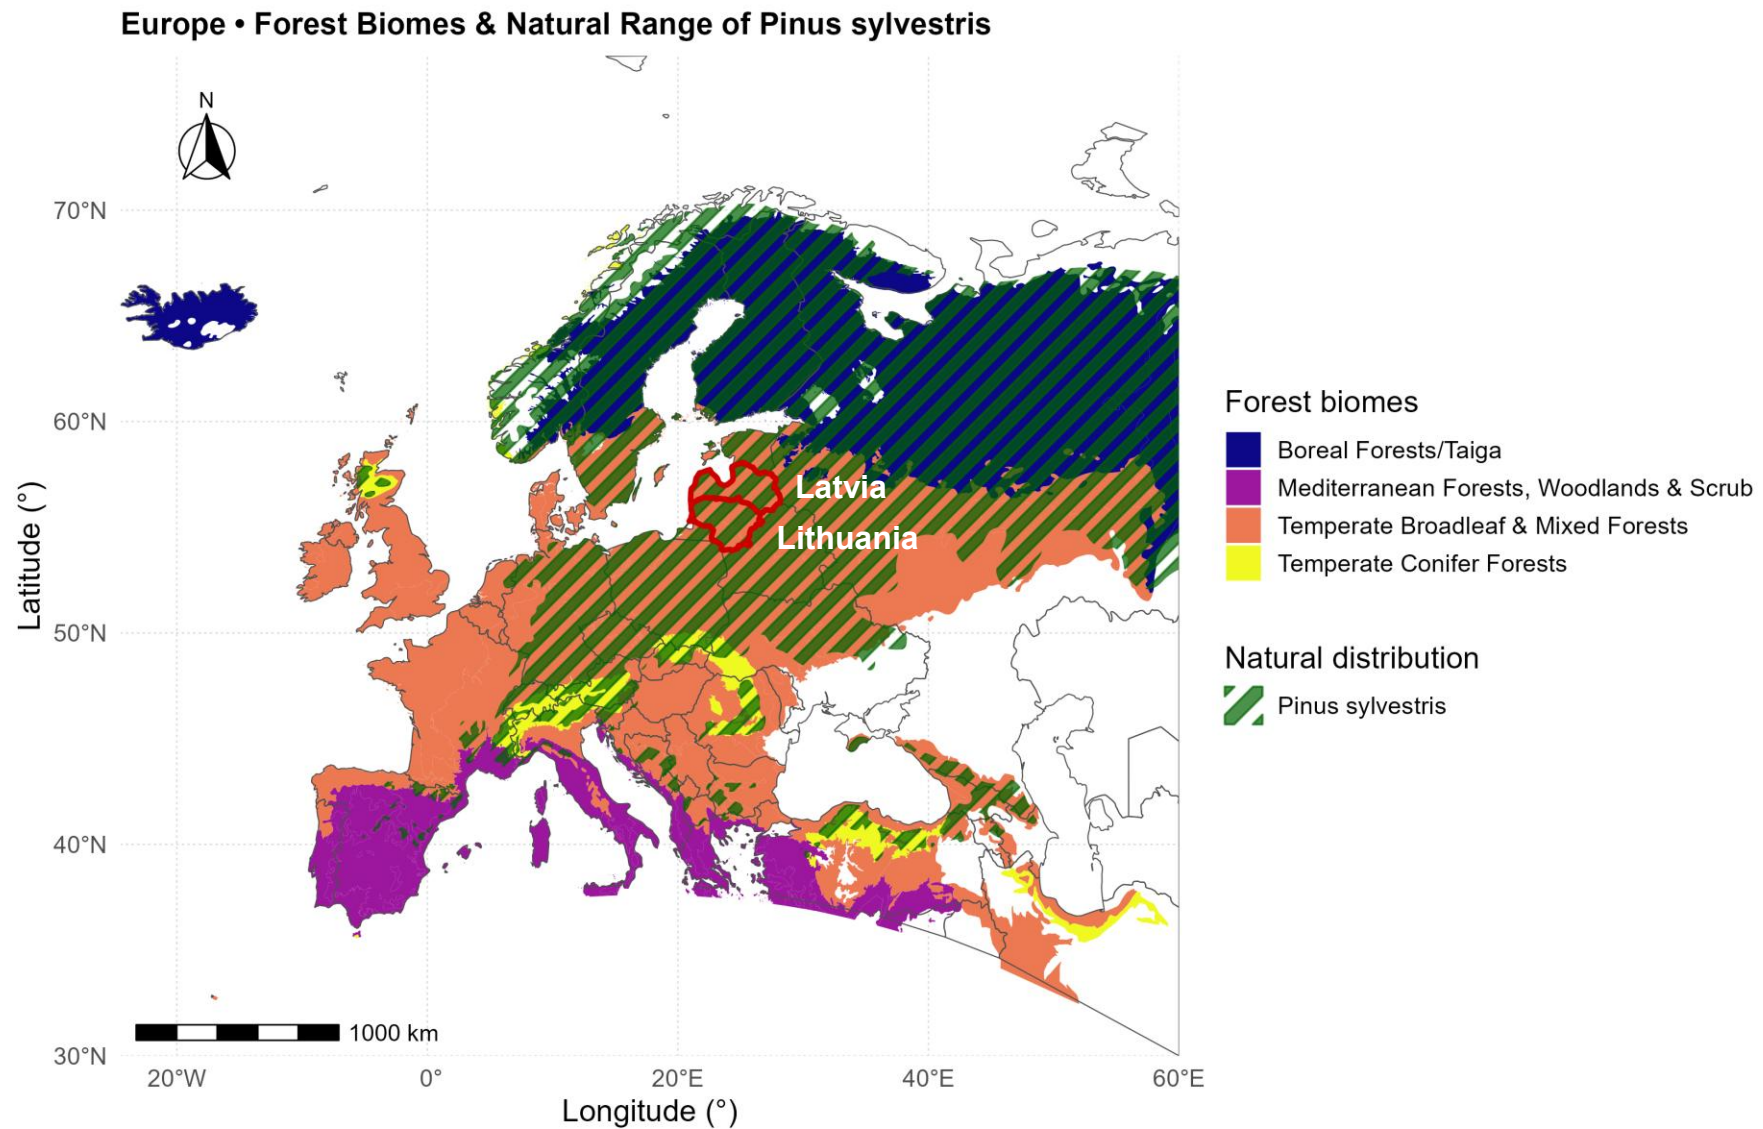 Europe • Forest Biomes & Natural Range of Pinus sylvestris
N
70°N
60°N
50°N
40°N
30°N
Latitude (°)
Latvia
Lithuania
1000 km
20°W
0°
20°E
40°E
60°E
Longitude (°)
Forest biomes
Boreal Forests/Taiga
Mediterranean Forests, Woodlands & Scrub
Temperate Broadleaf & Mixed Forests
Temperate Conifer Forests
Natural distribution
Pinus sylvestris